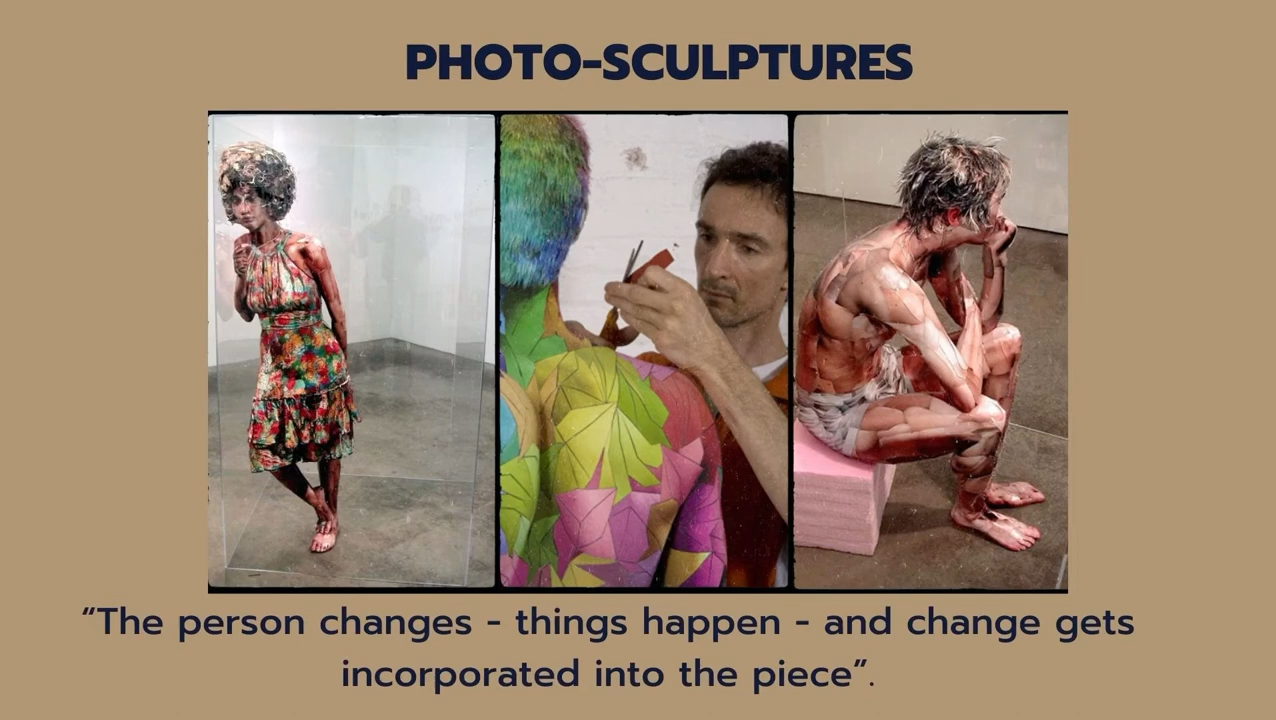 PHOTO-SCULPTURES
“The person changes - things happen - and change gets
incorporated into the piece”.